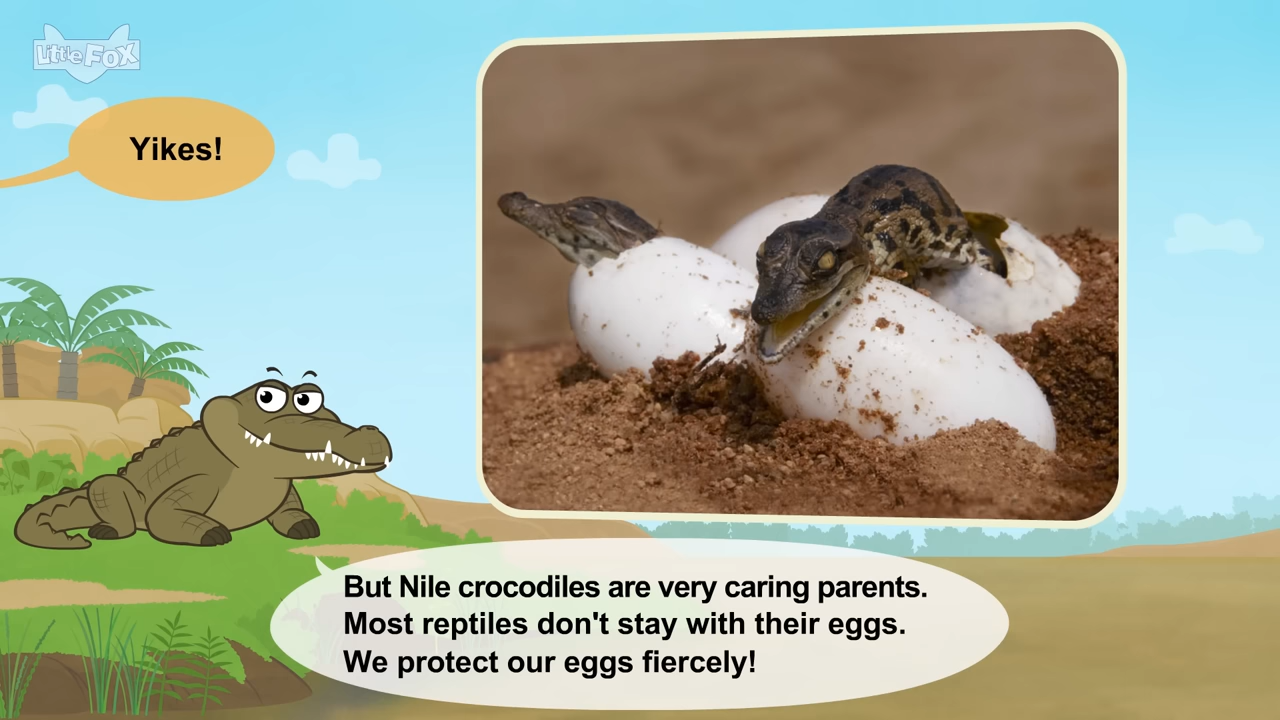 Little Fox
Yikes!
But Nile crocodiles are very caring parents.
Most reptiles don't stay with their eggs.
We protect our eggs fiercely!